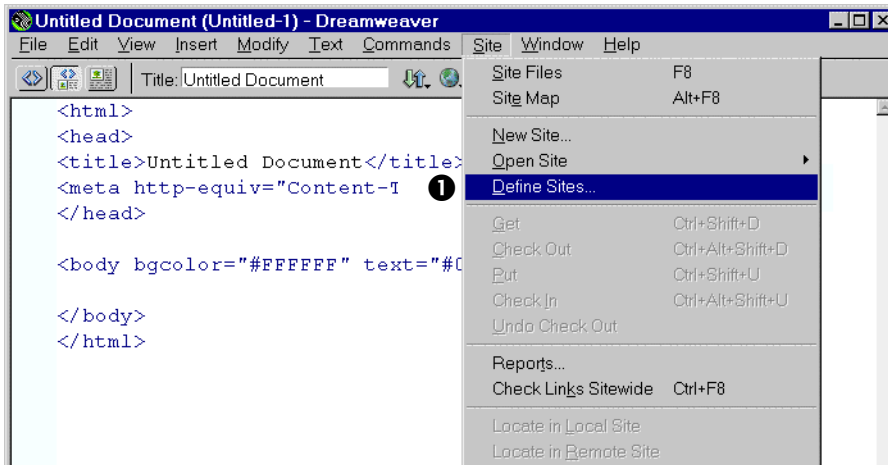 Untitled Document (Untitled-1) - Dreamweaver
File Edit View Insert Modify Text Commands Site Window Help
Title: Untitled Document
<html>
<head>
<title>Untitled Document</title>
<meta http-equiv="Content-T
</head>
<body bgcolor="#FFFFFF" text="#
</body>
</html>
1
Site Files F8
Site Map Alt+F8
New Site...
Open Site
Define Sites...
Get Ctrl+Shift+D
Check Out Ctrl+Alt+Shift+D
Put Ctrl+Shift+U
Check In Ctrl+Alt+Shift+U
Undo Check Out
Reports...
Check Links Sitewide Ctrl+F8
Locate in Local Site
Locate in Remote Site